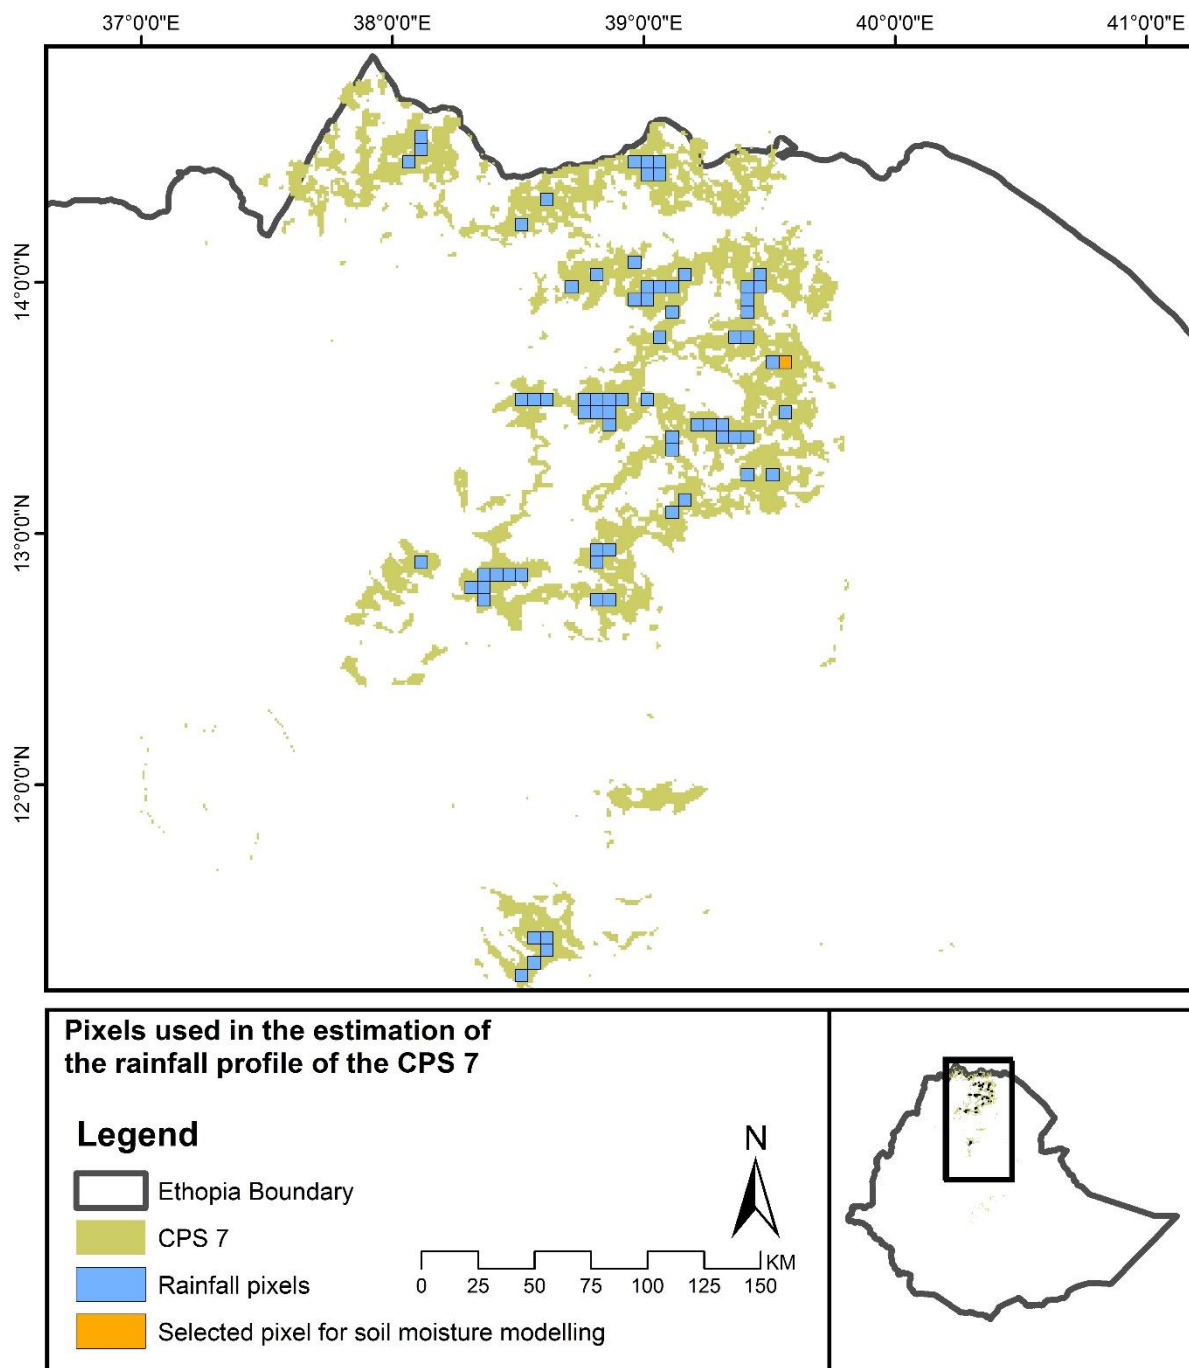 37°0'0"E 38°0'0"E 39°0'0"E 40°0'0"E 41°0'0"E
14°0'0"N
13°0'0"N
12°0'0"N
Pixels used in the estimation of
the rainfall profile of the CPS 7
Legend
Ethopia Boundary
CPS 7
Rainfall pixels
Selected pixel for soil moisture modelling
N
KM
0 25 50 75 100 125 150